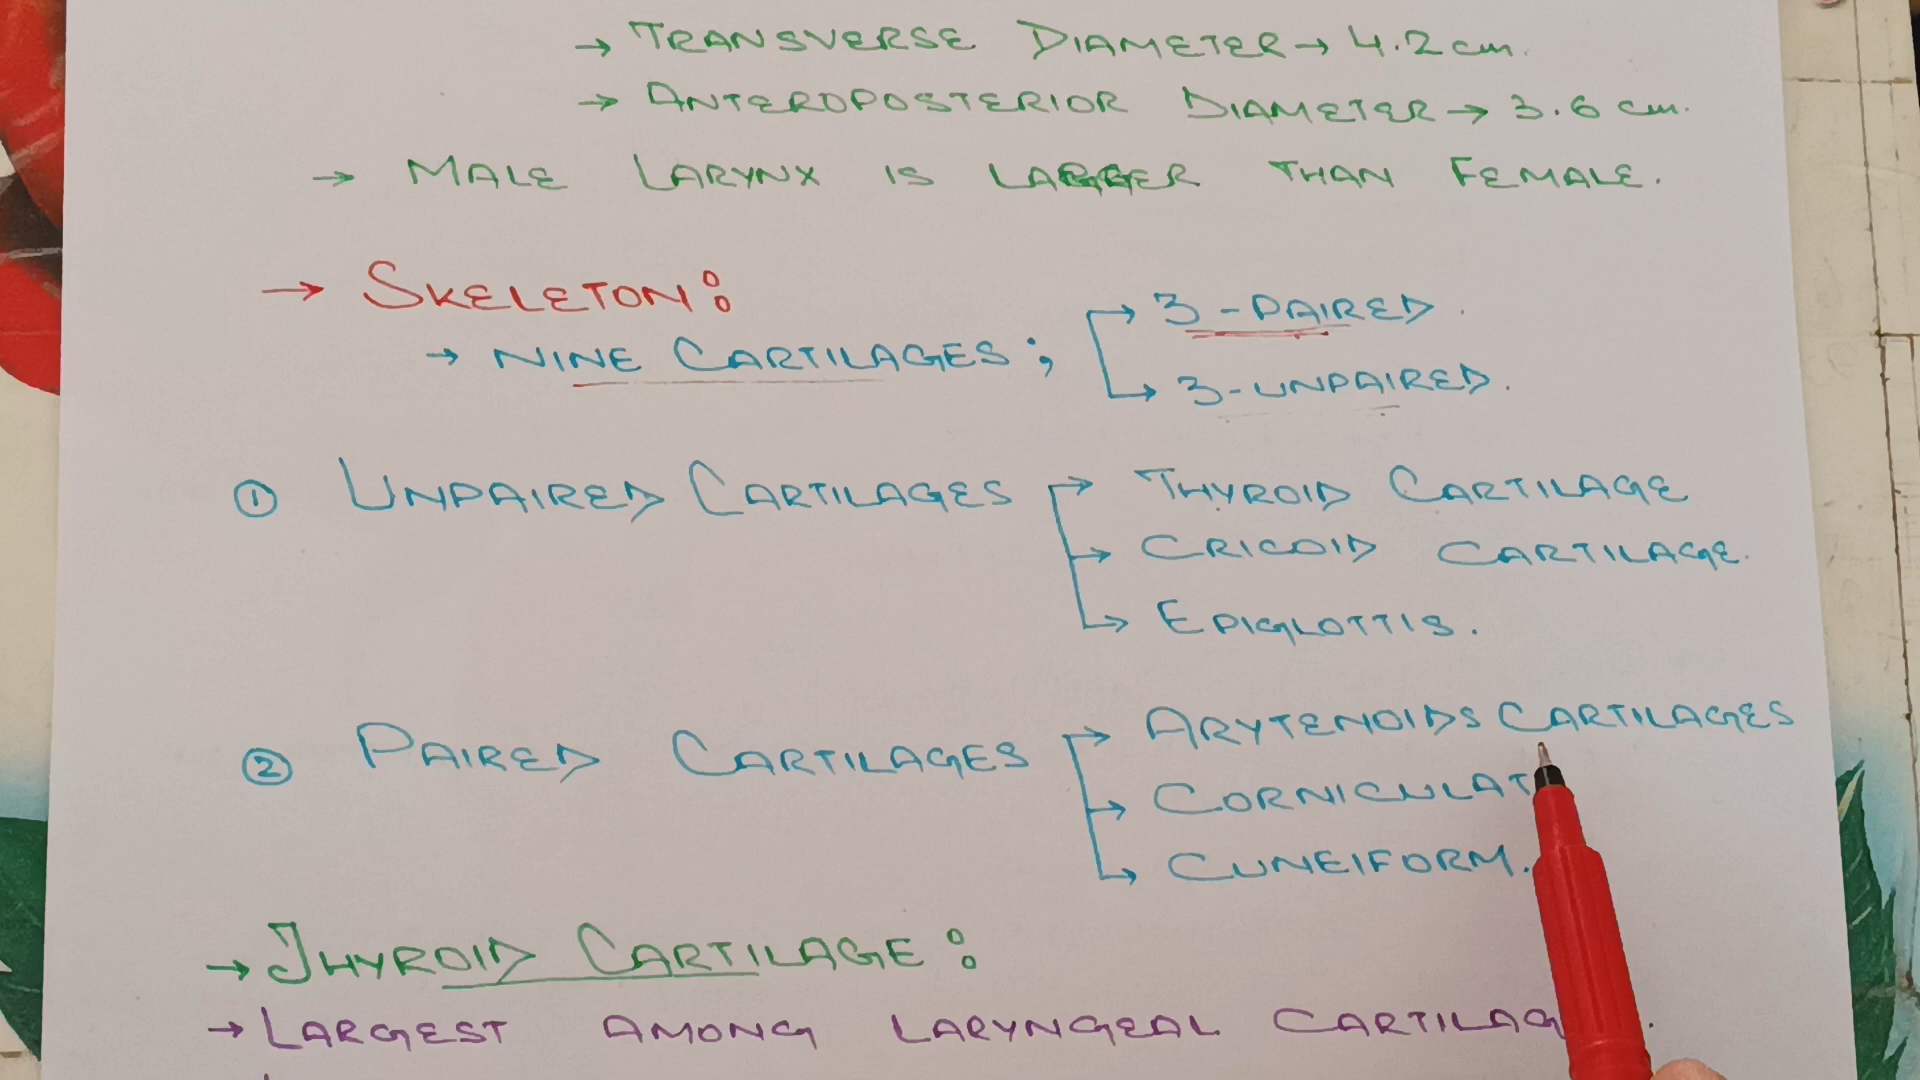 → TRANSVERSE DIAMETER → 4.2 cm.
→ ANTEROPOSTERIOR DIAMETER → 3.6 cm.
→ MALE LARYNX IS LARGER THAN FEMALE.
→ SKELETON:
→ NINE CARTILAGES; → 3-PAIRED.
→ 3-UNPAIRED.
① UNPAIRED CARTILAGES → THYROID CARTILAGE
→ CRICOID CARTILAGE.
→ EPIGLOTTIS.
② PAIRED CARTILAGES → ARYTENOIDS CARTILAGES
→ CORNICULAT
→ CUNEIFORM.
→ THYROID CARTILAGE:
→ LARGEST AMONG LARYNGEAL CARTILAG